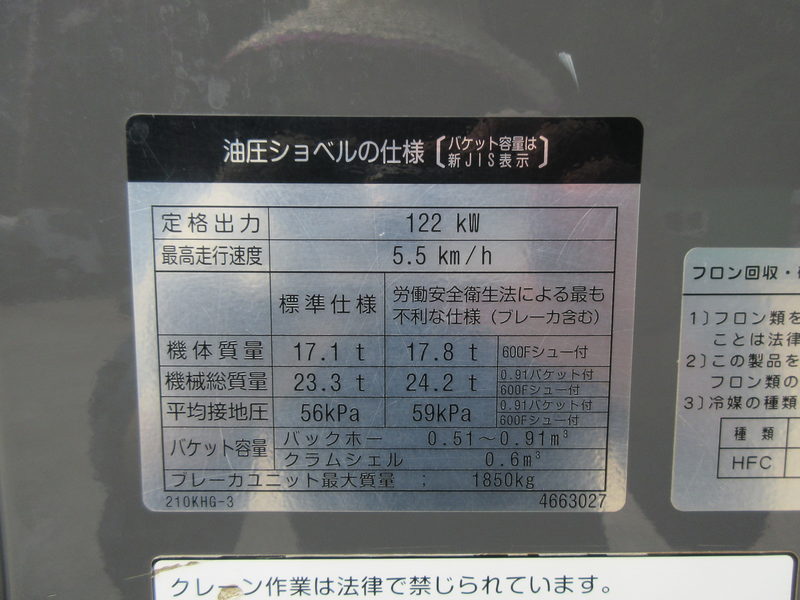 油圧ショベルの仕様〔バケット容量は
新JIS表示〕
定格出力 122 kW
最高走行速度 5.5 km/h
標準仕様 労働安全衛生法による最も
不利な仕様（ブレーカ含む）
機体質量 17.1 t 17.8 t 600Fシュー付
機械総質量 23.3 t 24.2 t 0.91バケット付
600Fシュー付
平均接地圧 56kPa 59kPa 0.91バケット付
600Fシュー付
バケット容量 バックホー 0.51～0.91m³
クラムシェル 0.6m³
ブレーカユニット最大質量 ： 1850kg
210KHG-3 4663027
フロン回収・
1〕フロン類を
ことは法律
2〕この製品を
フロン類の
3〕冷媒の種類
種 類
HFC
クレーン作業は法律で禁じられています。